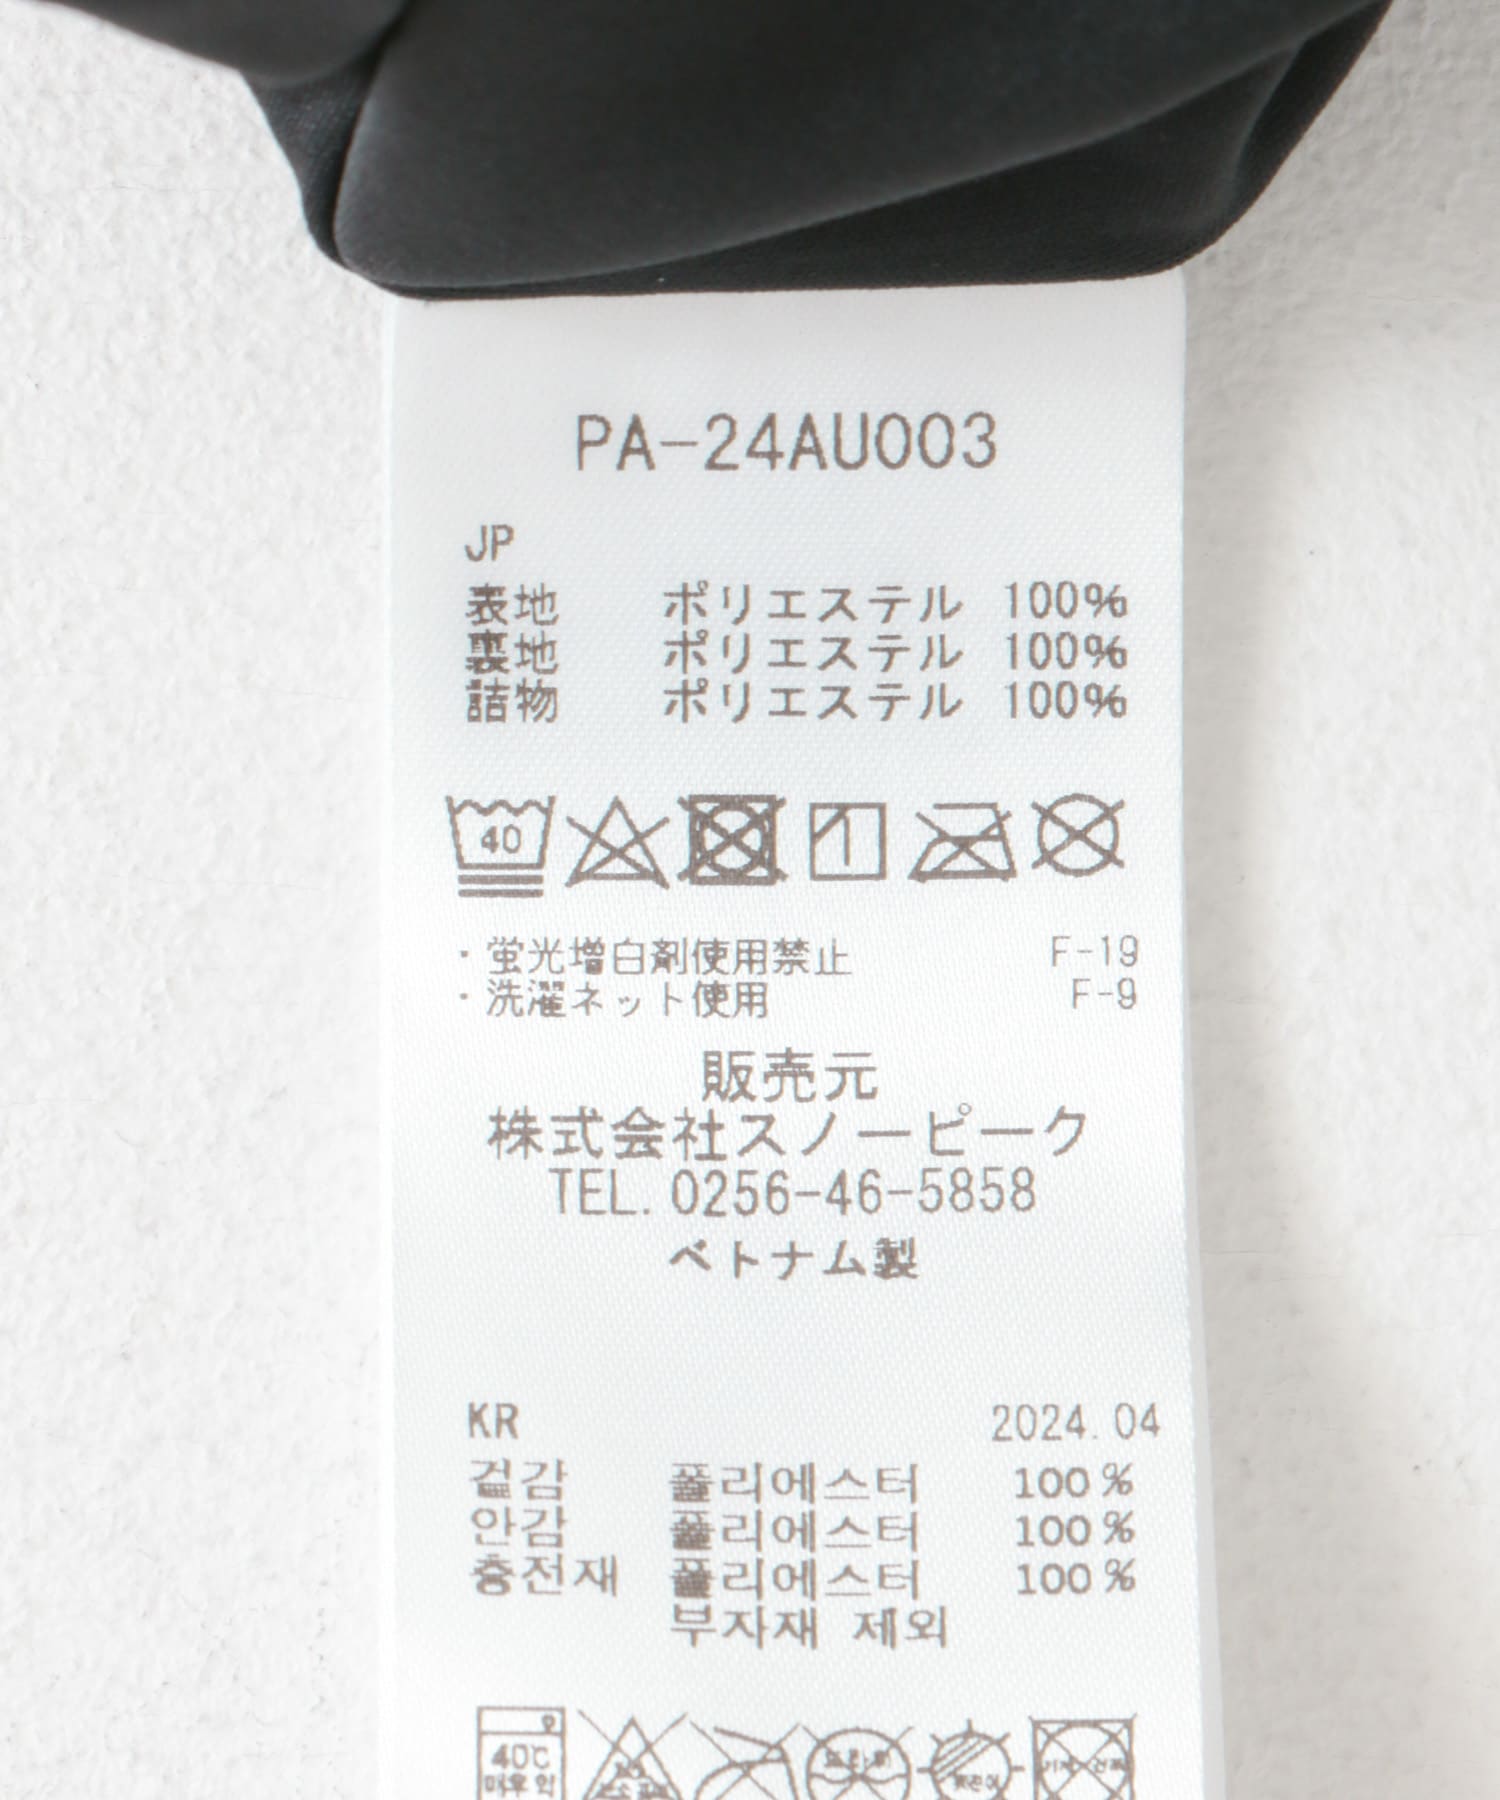 PA-24AU003
JP
表地 ポリエステル 100%
裏地 ポリエステル 100%
詰物 ポリエステル 100%
40
・蛍光増白剤使用禁止 F-19
・洗濯ネット使用 F-9
販売元
株式会社スノーピーク
TEL. 0256-46-5858
ベトナム製
KR 2024.04
겉감 폴리에스터 100%
안감 폴리에스터 100%
충전재 폴리에스터 100%
부자재 제외
40℃
매우 약